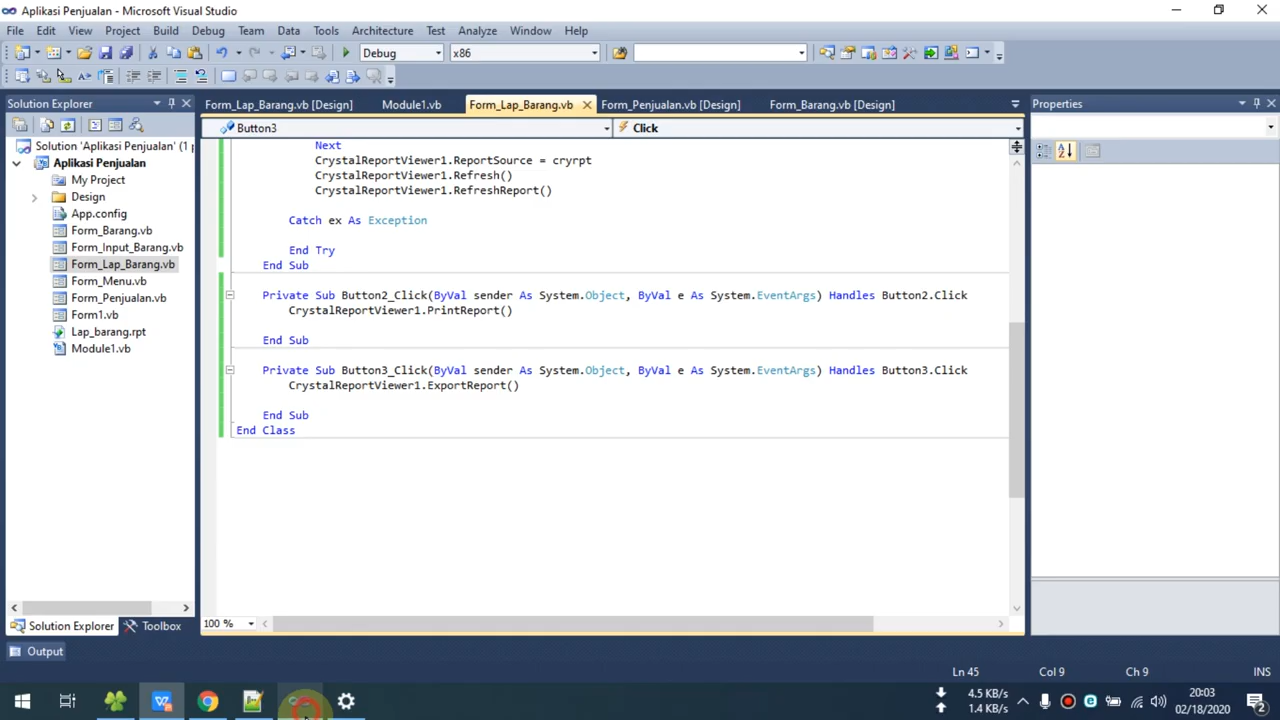 Aplikasi Penjualan - Microsoft Visual Studio
File Edit View Project Build Debug Team Data Tools Architecture Test Analyze Window Help
Debug x86
Solution Explorer
Form_Lap_Barang.vb [Design] Module1.vb Form_Lap_Barang.vb Form_Penjualan.vb [Design] Form_Barang.vb [Design]
Properties
Button3 Click
Solution 'Aplikasi Penjualan' (1 p
Aplikasi Penjualan
My Project
Design
App.config
Form_Barang.vb
Form_Input_Barang.vb
Form_Lap_Barang.vb
Form_Menu.vb
Form_Penjualan.vb
Form1.vb
Lap_barang.rpt
Module1.vb
Next
CrystalReportViewer1.ReportSource = cryrpt
CrystalReportViewer1.Refresh()
CrystalReportViewer1.RefreshReport()
Catch ex As Exception
End Try
End Sub
Private Sub Button2_Click(ByVal sender As System.Object, ByVal e As System.EventArgs) Handles Button2.Click
CrystalReportViewer1.PrintReport()
End Sub
Private Sub Button3_Click(ByVal sender As System.Object, ByVal e As System.EventArgs) Handles Button3.Click
CrystalReportViewer1.ExportReport()
End Sub
End Class
100 %
Solution Explorer Toolbox
Output
Ln 45 Col 9 Ch 9 INS
4.5 KB/s
1.4 KB/s
20:03
02/18/2020
2